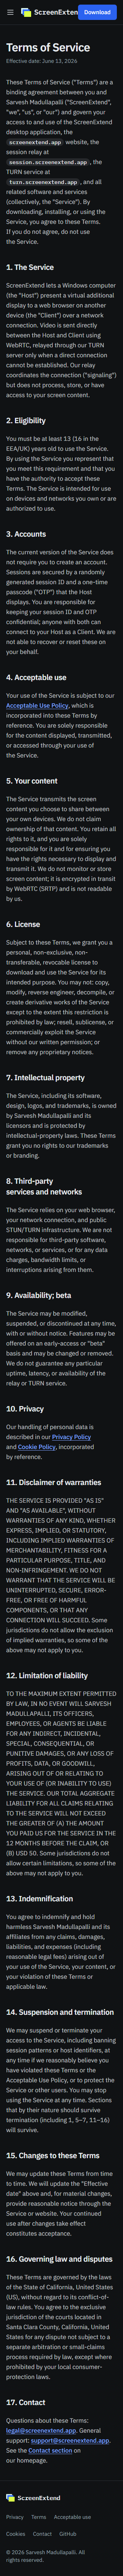 ScreenExten
Download
Terms of Service
Effective date: June 13, 2026
These Terms of Service ("Terms") are a
binding agreement between you and
Sarvesh Madullapalli ("ScreenExtend",
"we", "us", or "our") and govern your
access to and use of the ScreenExtend
desktop application, the
screenextend.app website, the
session relay at
session.screenextend.app, the
TURN service at
turn.screenextend.app, and all
related software and services
(collectively, the "Service"). By
downloading, installing, or using the
Service, you agree to these Terms.
If you do not agree, do not use
the Service.
1. The Service
ScreenExtend lets a Windows computer
(the "Host") present a virtual additional
display to a web browser on another
device (the "Client") over a network
connection. Video is sent directly
between the Host and Client using
WebRTC, relayed through our TURN
server only when a direct connection
cannot be established. Our relay
coordinates the connection ("signaling")
and does not process, store, or have
access to your screen content.
2. Eligibility
You must be at least 13 (16 in the
EEA/UK) years old to use the Service.
By using the Service you represent that
you meet this requirement and that you
have the authority to accept these
Terms. The Service is intended for use
on devices and networks you own or are
authorized to use.
3. Accounts
The current version of the Service does
not require you to create an account.
Sessions are secured by a randomly
generated session ID and a one-time
passcode ("OTP") that the Host
displays. You are responsible for
keeping your session ID and OTP
confidential; anyone with both can
connect to your Host as a Client. We are
not able to recover or reset these on
your behalf.
4. Acceptable use
Your use of the Service is subject to our
Acceptable Use Policy, which is
incorporated into these Terms by
reference. You are solely responsible
for the content displayed, transmitted,
or accessed through your use of
the Service.
5. Your content
The Service transmits the screen
content you choose to share between
your own devices. We do not claim
ownership of that content. You retain all
rights to it, and you are solely
responsible for it and for ensuring you
have the rights necessary to display and
transmit it. We do not monitor or store
screen content; it is encrypted in transit
by WebRTC (SRTP) and is not readable
by us.
6. License
Subject to these Terms, we grant you a
personal, non-exclusive, non-
transferable, revocable license to
download and use the Service for its
intended purpose. You may not: copy,
modify, reverse engineer, decompile, or
create derivative works of the Service
except to the extent this restriction is
prohibited by law; resell, sublicense, or
commercially exploit the Service
without our written permission; or
remove any proprietary notices.
7. Intellectual property
The Service, including its software,
design, logos, and trademarks, is owned
by Sarvesh Madullapalli and its
licensors and is protected by
intellectual-property laws. These Terms
grant you no rights to our trademarks
or branding.
8. Third-party
services and networks
The Service relies on your web browser,
your network connection, and public
STUN/TURN infrastructure. We are not
responsible for third-party software,
networks, or services, or for any data
charges, bandwidth limits, or
interruptions arising from them.
9. Availability; beta
The Service may be modified,
suspended, or discontinued at any time,
with or without notice. Features may be
offered on an early-access or "beta"
basis and may be changed or removed.
We do not guarantee any particular
uptime, latency, or availability of the
relay or TURN service.
10. Privacy
Our handling of personal data is
described in our Privacy Policy
and Cookie Policy, incorporated
by reference.
11. Disclaimer of warranties
THE SERVICE IS PROVIDED "AS IS"
AND "AS AVAILABLE", WITHOUT
WARRANTIES OF ANY KIND, WHETHER
EXPRESS, IMPLIED, OR STATUTORY,
INCLUDING IMPLIED WARRANTIES OF
MERCHANTABILITY, FITNESS FOR A
PARTICULAR PURPOSE, TITLE, AND
NON-INFRINGEMENT. WE DO NOT
WARRANT THAT THE SERVICE WILL BE
UNINTERRUPTED, SECURE, ERROR-
FREE, OR FREE OF HARMFUL
COMPONENTS, OR THAT ANY
CONNECTION WILL SUCCEED. Some
jurisdictions do not allow the exclusion
of implied warranties, so some of the
above may not apply to you.
12. Limitation of liability
TO THE MAXIMUM EXTENT PERMITTED
BY LAW, IN NO EVENT WILL SARVESH
MADULLAPALLI, ITS OFFICERS,
EMPLOYEES, OR AGENTS BE LIABLE
FOR ANY INDIRECT, INCIDENTAL,
SPECIAL, CONSEQUENTIAL, OR
PUNITIVE DAMAGES, OR ANY LOSS OF
PROFITS, DATA, OR GOODWILL,
ARISING OUT OF OR RELATING TO
YOUR USE OF (OR INABILITY TO USE)
THE SERVICE. OUR TOTAL AGGREGATE
LIABILITY FOR ALL CLAIMS RELATING
TO THE SERVICE WILL NOT EXCEED
THE GREATER OF (A) THE AMOUNT
YOU PAID US FOR THE SERVICE IN THE
12 MONTHS BEFORE THE CLAIM, OR
(B) USD 50. Some jurisdictions do not
allow certain limitations, so some of the
above may not apply to you.
13. Indemnification
You agree to indemnify and hold
harmless Sarvesh Madullapalli and its
affiliates from any claims, damages,
liabilities, and expenses (including
reasonable legal fees) arising out of
your use of the Service, your content, or
your violation of these Terms or
applicable law.
14. Suspension and termination
We may suspend or terminate your
access to the Service, including banning
session patterns or host identifiers, at
any time if we reasonably believe you
have violated these Terms or the
Acceptable Use Policy, or to protect the
Service or other users. You may stop
using the Service at any time. Sections
that by their nature should survive
termination (including 1, 5–7, 11–16)
will survive.
15. Changes to these Terms
We may update these Terms from time
to time. We will update the "Effective
date" above and, for material changes,
provide reasonable notice through the
Service or website. Your continued
use after changes take effect
constitutes acceptance.
16. Governing law and disputes
These Terms are governed by the laws
of the State of California, United States
(US), without regard to its conflict-of-
law rules. You agree to the exclusive
jurisdiction of the courts located in
Santa Clara County, California, United
States for any dispute not subject to a
separate arbitration or small-claims
process required by law, except where
prohibited by your local consumer-
protection laws.
17. Contact
Questions about these Terms:
legal@screenextend.app. General
support: support@screenextend.app.
See the Contact section on
our homepage.
ScreenExtend
Privacy Terms Acceptable use
Cookies Contact GitHub
© 2026 Sarvesh Madullapalli. All
rights reserved.